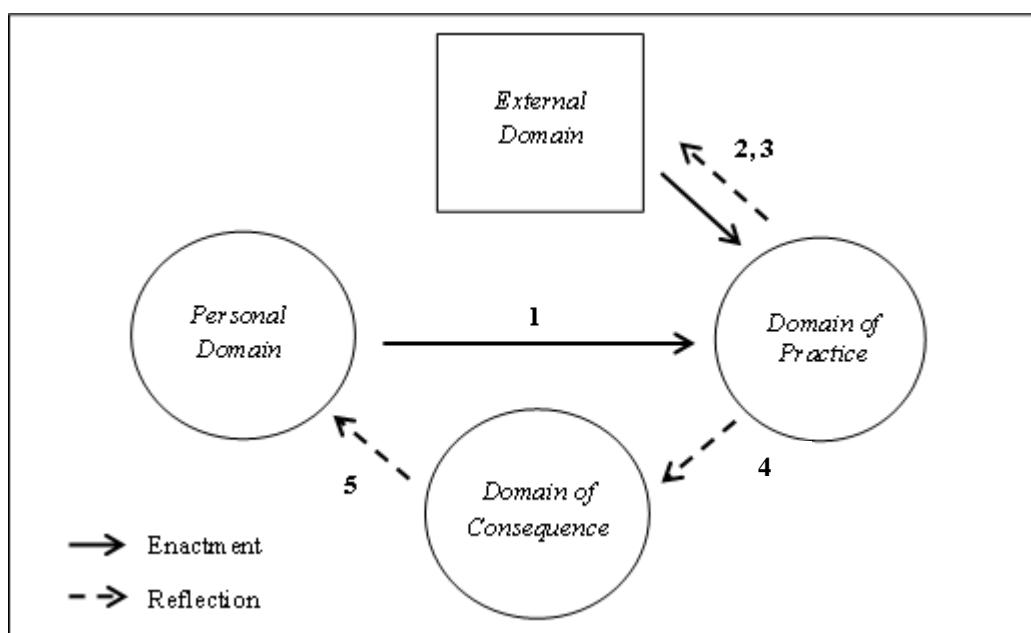 External
Domain
2, 3
Personal
Domain
1
Domain of
Practice
5
Domain of
Consequence
4
Enactment
Reflection